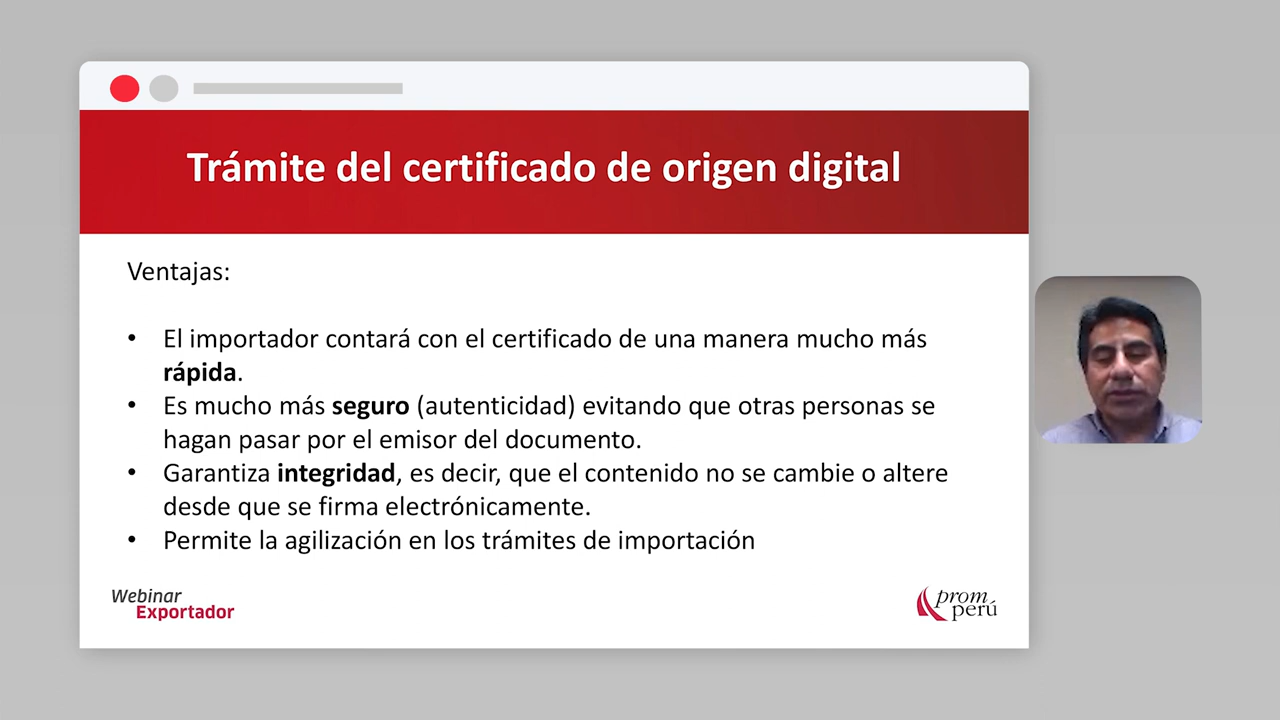 Trámite del certificado de origen digital
Ventajas:
• El importador contará con el certificado de una manera mucho más
rápida.
• Es mucho más seguro (autenticidad) evitando que otras personas se
hagan pasar por el emisor del documento.
• Garantiza integridad, es decir, que el contenido no se cambie o altere
desde que se firma electrónicamente.
• Permite la agilización en los trámites de importación
Webinar
Exportador
prom
perú